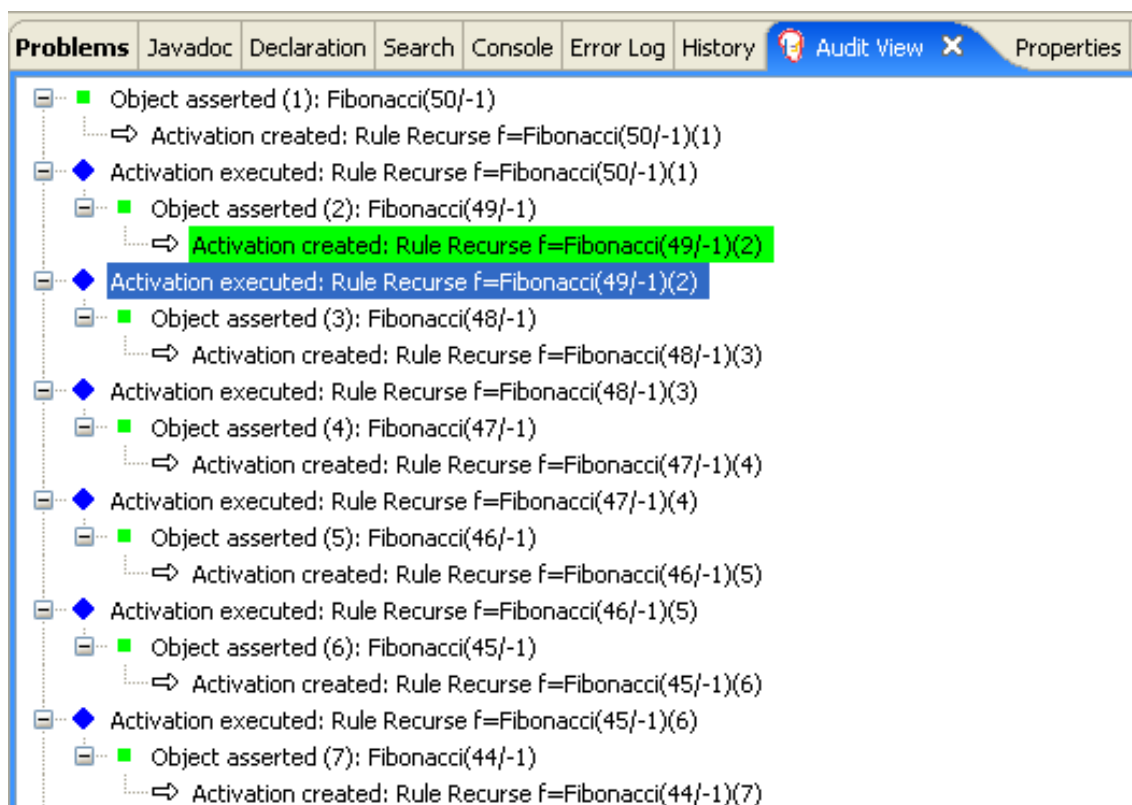 Problems Javadoc Declaration Search Console Error Log History Audit View Properties
Object asserted (1): Fibonacci(50/-1)
Activation created: Rule Recurse f=Fibonacci(50/-1)(1)
Activation executed: Rule Recurse f=Fibonacci(50/-1)(1)
Object asserted (2): Fibonacci(49/-1)
Activation created: Rule Recurse f=Fibonacci(49/-1)(2)
Activation executed: Rule Recurse f=Fibonacci(49/-1)(2)
Object asserted (3): Fibonacci(48/-1)
Activation created: Rule Recurse f=Fibonacci(48/-1)(3)
Activation executed: Rule Recurse f=Fibonacci(48/-1)(3)
Object asserted (4): Fibonacci(47/-1)
Activation created: Rule Recurse f=Fibonacci(47/-1)(4)
Activation executed: Rule Recurse f=Fibonacci(47/-1)(4)
Object asserted (5): Fibonacci(46/-1)
Activation created: Rule Recurse f=Fibonacci(46/-1)(5)
Activation executed: Rule Recurse f=Fibonacci(46/-1)(5)
Object asserted (6): Fibonacci(45/-1)
Activation created: Rule Recurse f=Fibonacci(45/-1)(6)
Activation executed: Rule Recurse f=Fibonacci(45/-1)(6)
Object asserted (7): Fibonacci(44/-1)
Activation created: Rule Recurse f=Fibonacci(44/-1)(7)